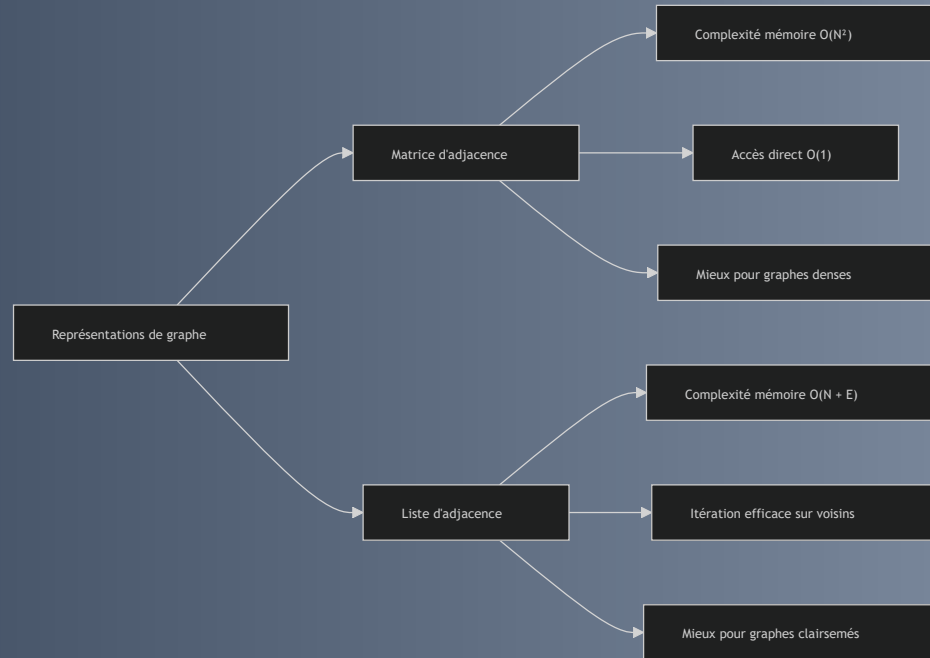 Complexité mémoire O(N²)
Matrice d'adjacence
Accès direct O(1)
Mieux pour graphes denses
Représentations de graphe
Complexité mémoire O(N + E)
Liste d'adjacence
Itération efficace sur voisins
Mieux pour graphes clairsemés